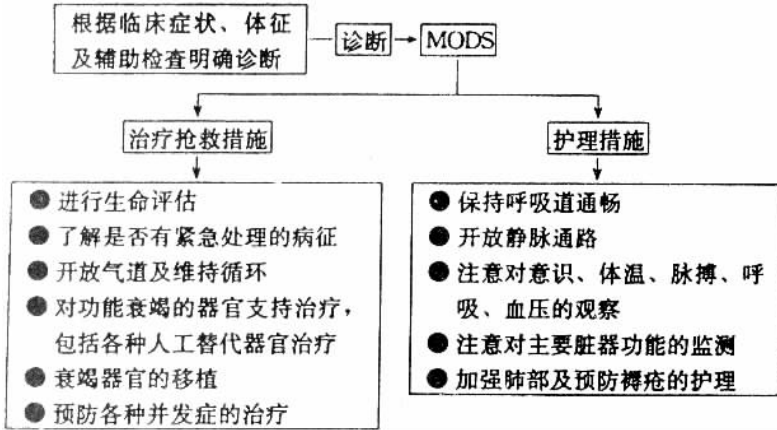 根据临床症状、体征
及辅助检查明确诊断
诊断
MODS
治疗抢救措施
护理措施
●进行生命评估
●了解是否有紧急处理的病征
●开放气道及维持循环
●对功能衰竭的器官支持治疗，
包括各种人工替代器官治疗
●衰竭器官的移植
●预防各种并发症的治疗
●保持呼吸道通畅
●开放静脉通路
●注意对意识、体温、脉搏、呼
吸、血压的观察
●注意对主要脏器功能的监测
●加强肺部及预防褥疮的护理